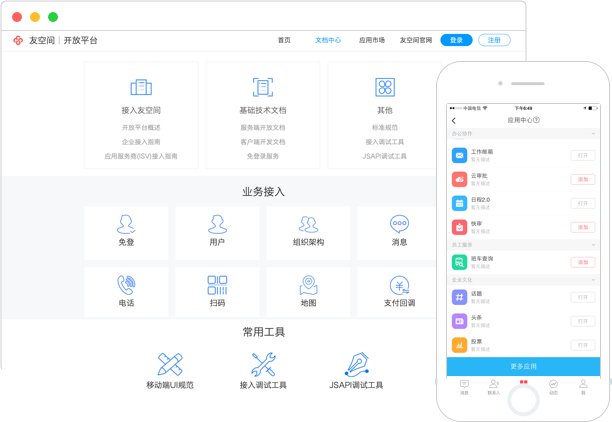 友空间 | 开放平台
首页
文档中心
应用市场
友空间官网
登录
注册
接入友空间
开放平台概述
企业接入指南
应用服务商(ISV)接入指南
基础技术文档
服务端开放文档
客户端开发文档
免登录服务
其他
标准规范
接入调试工具
JSAPI调试工具
业务接入
免登
用户
组织架构
消息
电话
扫码
地图
支付回调
常用工具
移动端UI规范
接入调试工具
JSAPI调试工具
中国电信
下午6:49
应用中心?
办公协作
工作邮箱
暂无描述
打开
云审批
暂无描述
添加
日程2.0
暂无描述
打开
快审
暂无描述
添加
员工服务
班车查询
暂无描述
添加
企业文化
话题
暂无描述
打开
头条
暂无描述
打开
投票
暂无描述
打开
更多应用
消息
联系人
动态
我